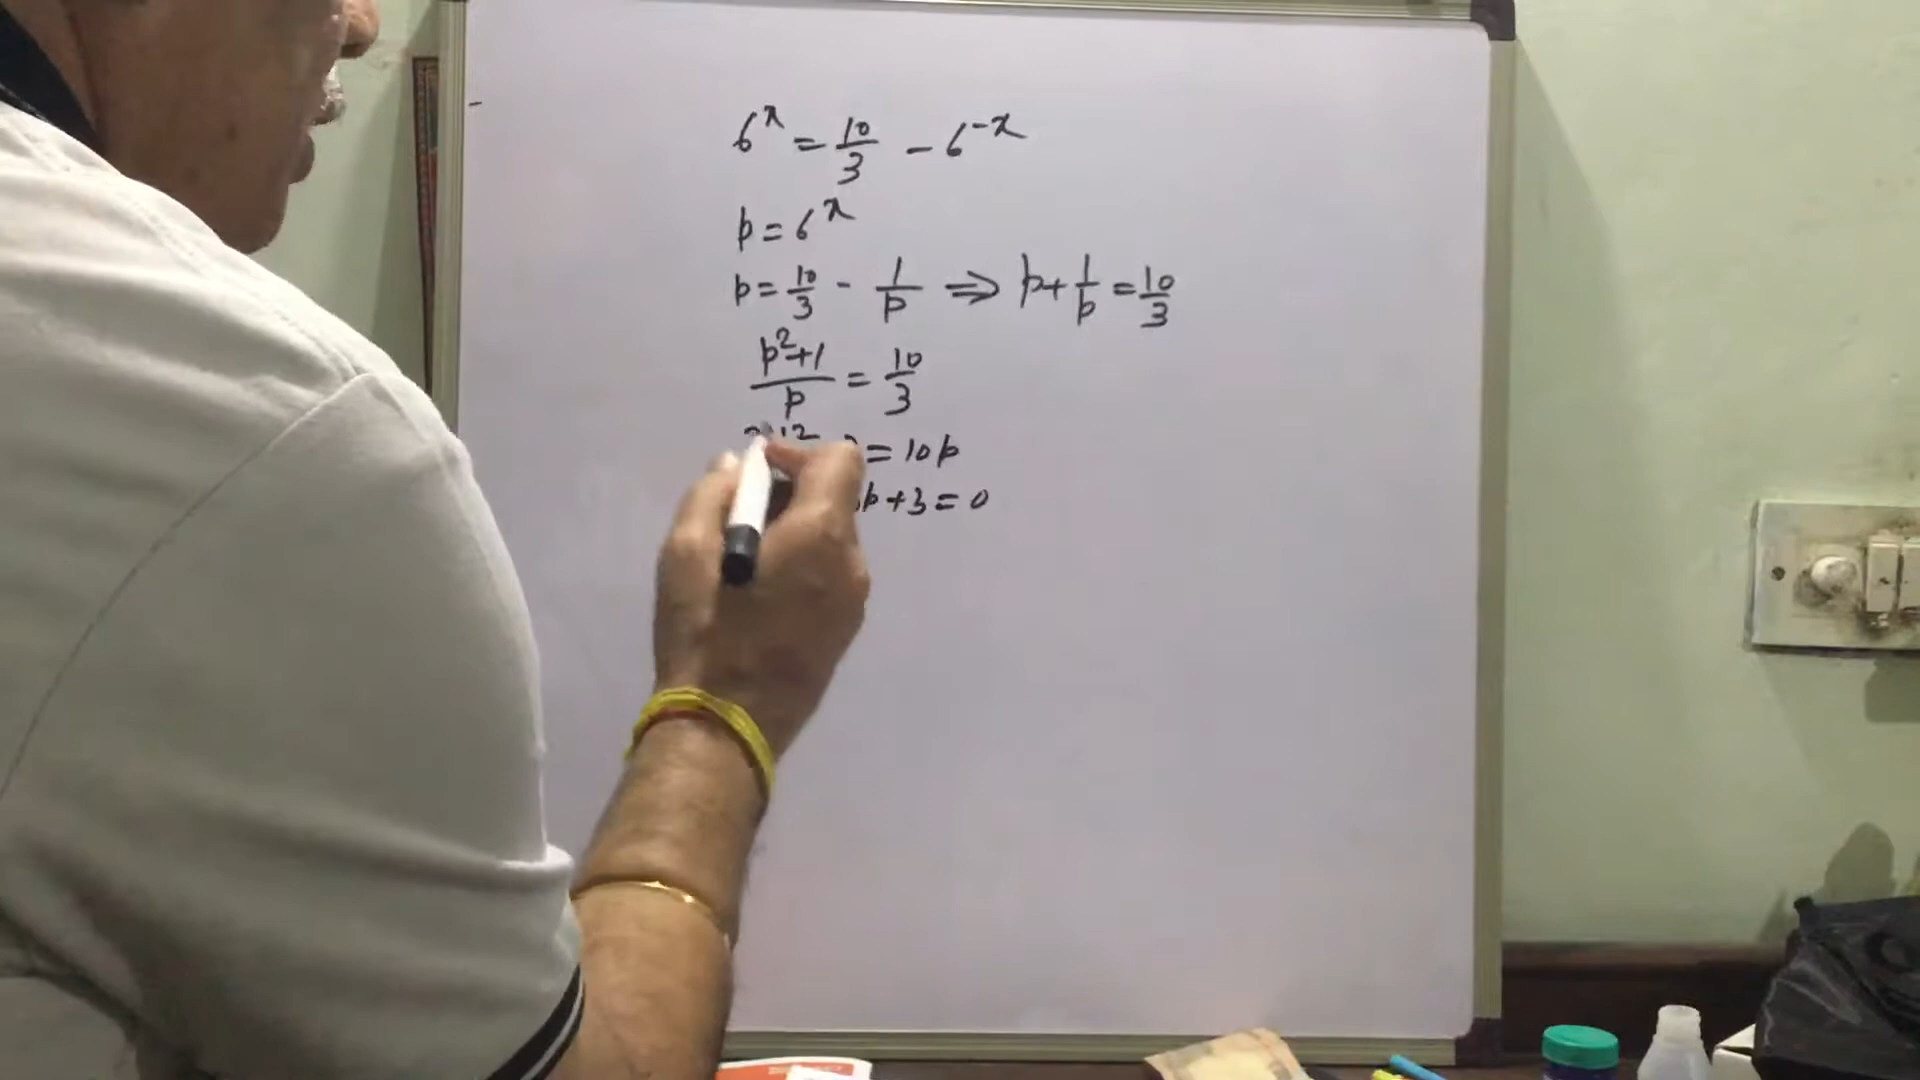 6^x = 10/3 - 6^-x
p = 6^x
p = 10/3 - 1/p ⇒ p + 1/p = 10/3
p²+1/p = 10/3
= 10p
p + 3 = 0